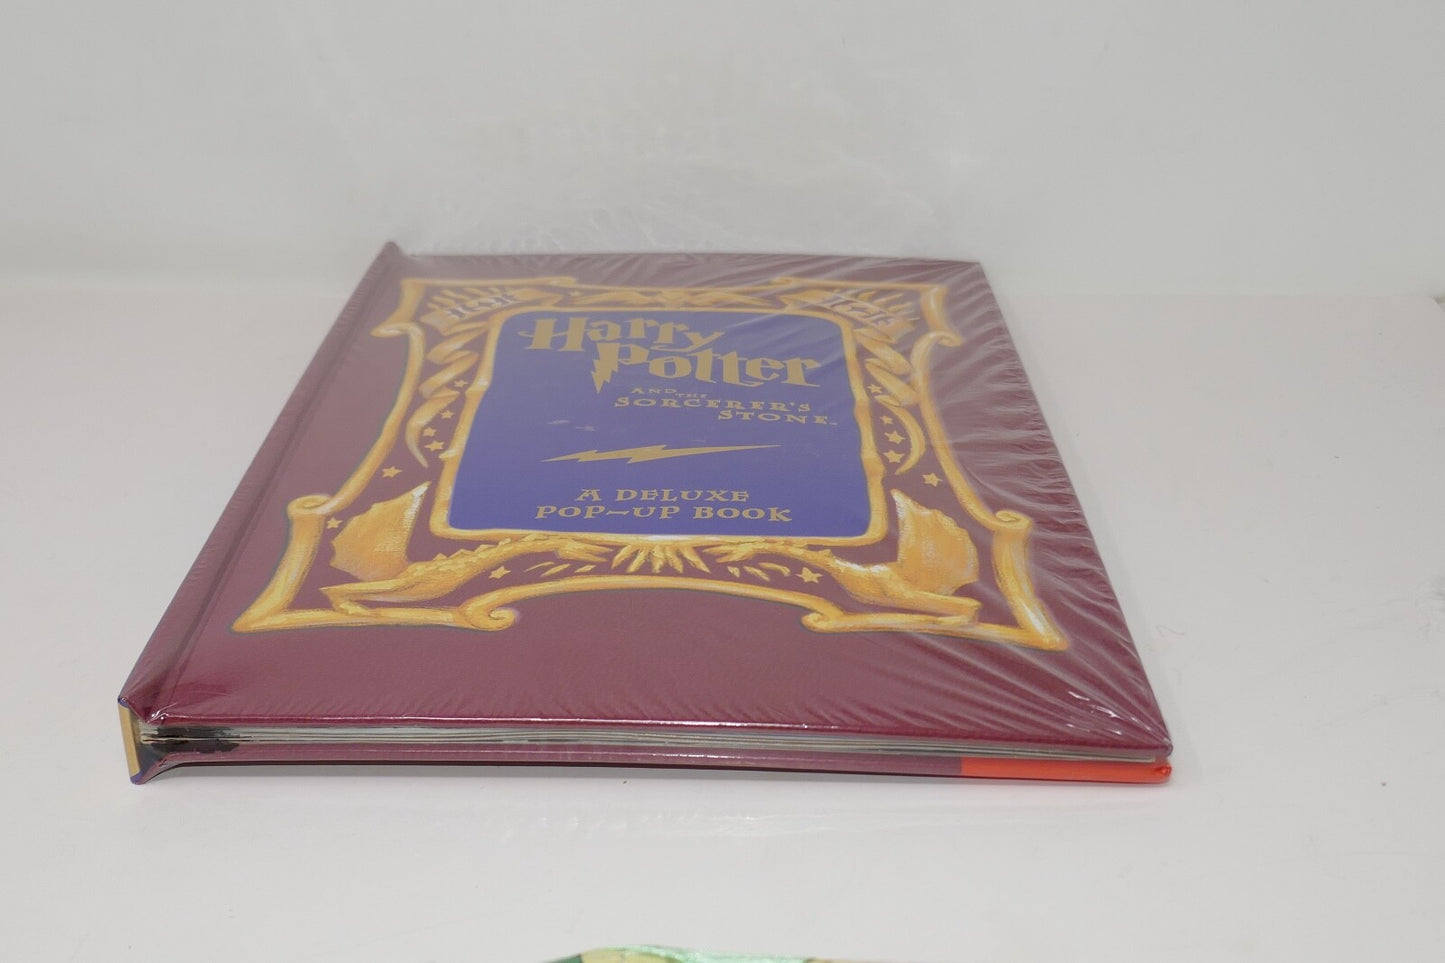 Harry
Potter
AND THE
SORCERER'S
STONE
A DELUXE
POP-UP BOOK